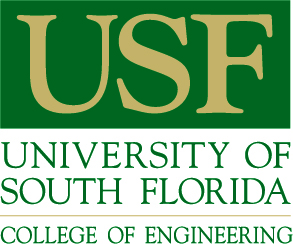 USF
UNIVERSITY OF
SOUTH FLORIDA
COLLEGE OF ENGINEERING